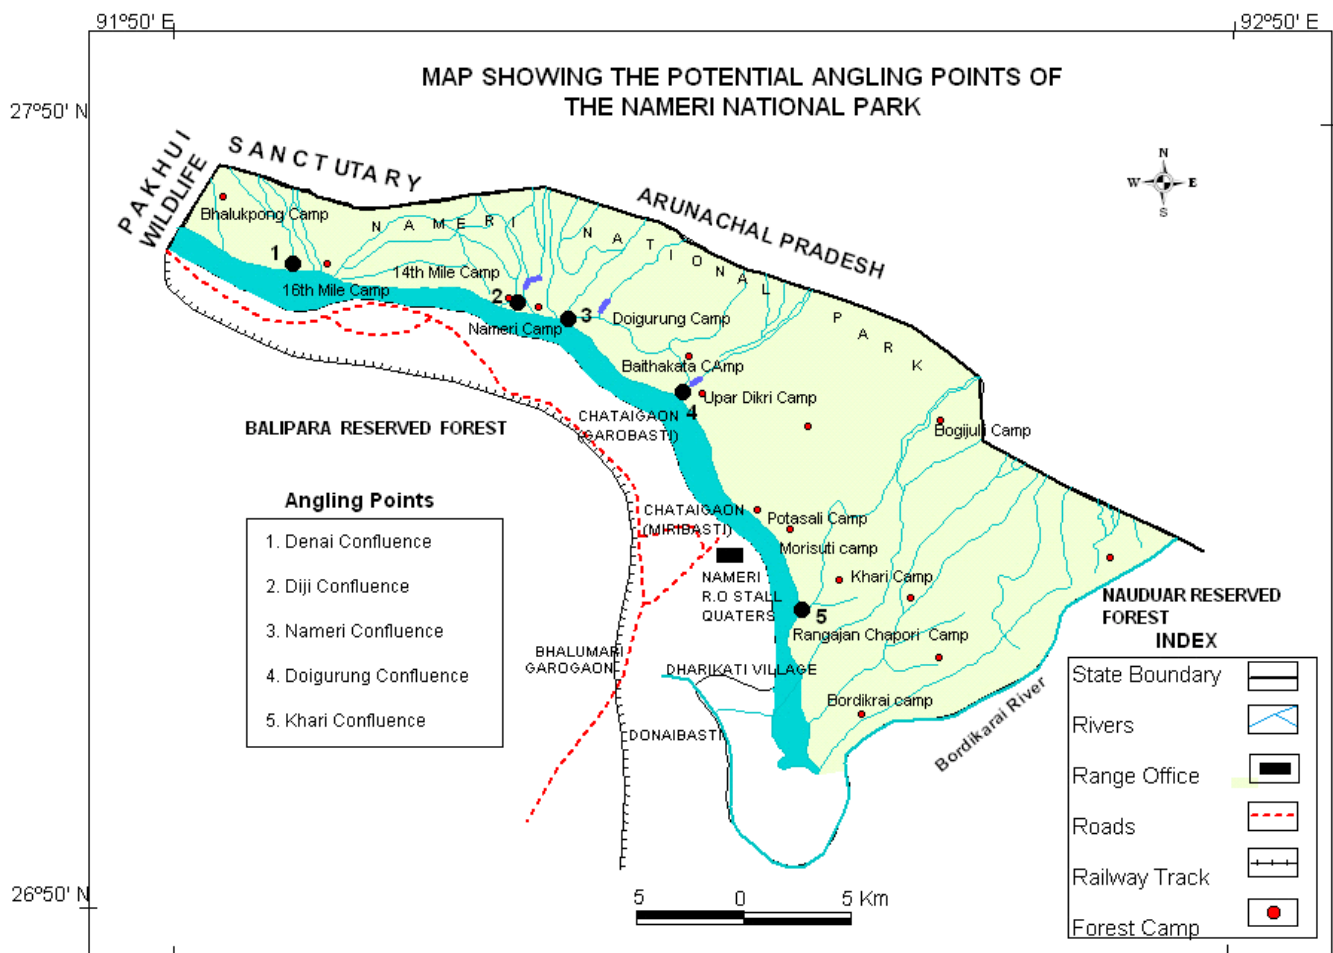 91°50' E
92°50' E
MAP SHOWING THE POTENTIAL ANGLING POINTS OF
THE NAMERI NATIONAL PARK
27°50' N
PAKHUI
WILDLIFE
SANCTUTARY
ARUNACHAL PRADESH
N
W
E
S
NAMERI NATIONAL PARK
Bhalukpong Camp
1
16th Mile Camp
14th Mile Camp
2
Nameri Camp
3
Doigurung Camp
Baithakata CAmp
4
Upar Dikri Camp
Bogijuli Camp
CHATAIGAON
(GAROBASTI)
BALIPARA RESERVED FOREST
Angling Points
1. Denai Confluence
2. Diji Confluence
3. Nameri Confluence
4. Doigurung Confluence
5. Khari Confluence
CHATAIGAON
(MIRIBASTI)
Potasali Camp
Morisuti camp
NAMERI
R.O STALL
QUATERS
Khari Camp
5
Rangajan Chapori Camp
BHALUMARI
GAROGAON
DHARIKATI VILLAGE
Bordikrai camp
DONAIBASTI
Bordikarai River
NAUDUAR RESERVED
FOREST
INDEX
State Boundary
Rivers
Range Office
Roads
Railway Track
Forest Camp
26°50' N
5 0 5 Km